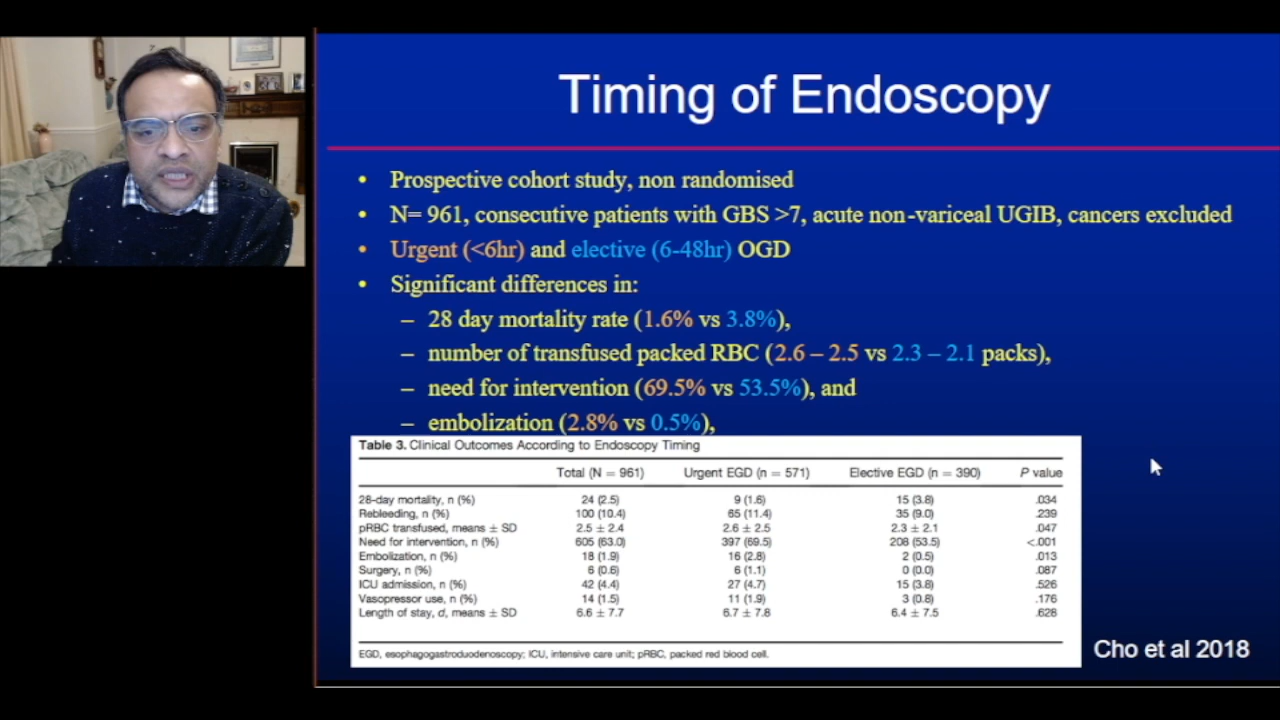 Timing of Endoscopy
• Prospective cohort study, non randomised
• N= 961, consecutive patients with GBS >7, acute non-variceal UGIB, cancers excluded
• Urgent (<6hr) and elective (6-48hr) OGD
• Significant differences in:
– 28 day mortality rate (1.6% vs 3.8%),
– number of transfused packed RBC (2.6 – 2.5 vs 2.3 – 2.1 packs),
– need for intervention (69.5% vs 53.5%), and
– embolization (2.8% vs 0.5%),
Table 3. Clinical Outcomes According to Endoscopy Timing
Total (N = 961) Urgent EGD (n = 571) Elective EGD (n = 390) P value
28-day mortality, n (%) 24 (2.5) 9 (1.6) 15 (3.8) .034
Rebleeding, n (%) 100 (10.4) 65 (11.4) 35 (9.0) .239
pRBC transfused, means ± SD 2.5 ± 2.4 2.6 ± 2.5 2.3 ± 2.1 .047
Need for intervention, n (%) 605 (63.0) 397 (69.5) 208 (53.5) <.001
Embolization, n (%) 18 (1.9) 16 (2.8) 2 (0.5) .013
Surgery, n (%) 6 (0.6) 6 (1.1) 0 (0.0) .087
ICU admission, n (%) 42 (4.4) 27 (4.7) 15 (3.8) .526
Vasopressor use, n (%) 14 (1.5) 11 (1.9) 3 (0.8) .176
Length of stay, d, means ± SD 6.6 ± 7.7 6.7 ± 7.8 6.4 ± 7.5 .628
EGD, esophagogastroduodenoscopy; ICU, intensive care unit; pRBC, packed red blood cell.
Cho et al 2018